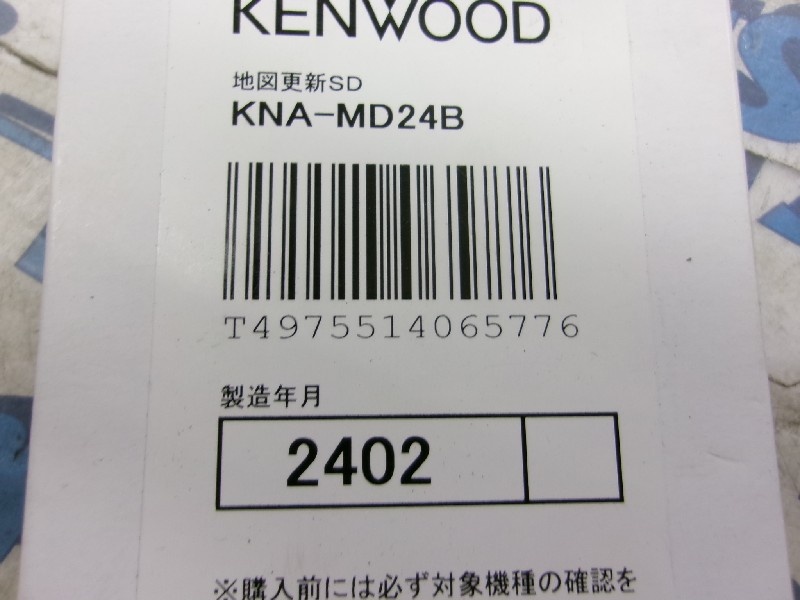 KENWOOD
地図更新SD
KNA-MD24B
T4975514065776
製造年月
2402
※購入前には必ず対象機種の確認を